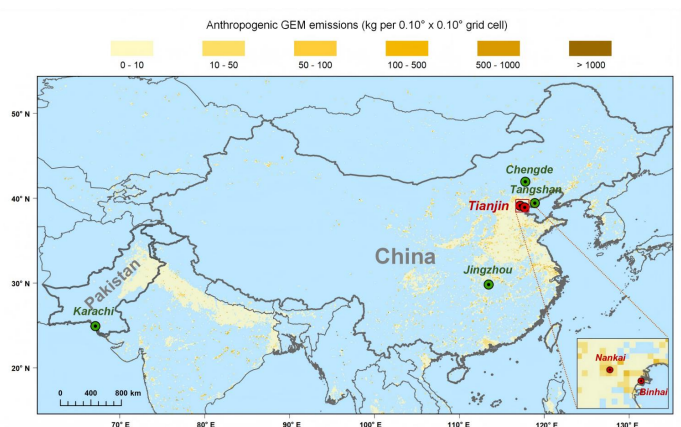 Anthropogenic GEM emissions (kg per 0.10° x 0.10° grid cell)
0 - 10 10 - 50 50 - 100 100 - 500 500 - 1000 > 1000
50° N
Chengde
40° N
Tangshan
Tianjin
China
Pakistan
30° N
Jingzhou
Karachi
Nankai
20° N
0 400 800 km
Binhai
70° E 80° E 90° E 100° E 110° E 120° E 130° E